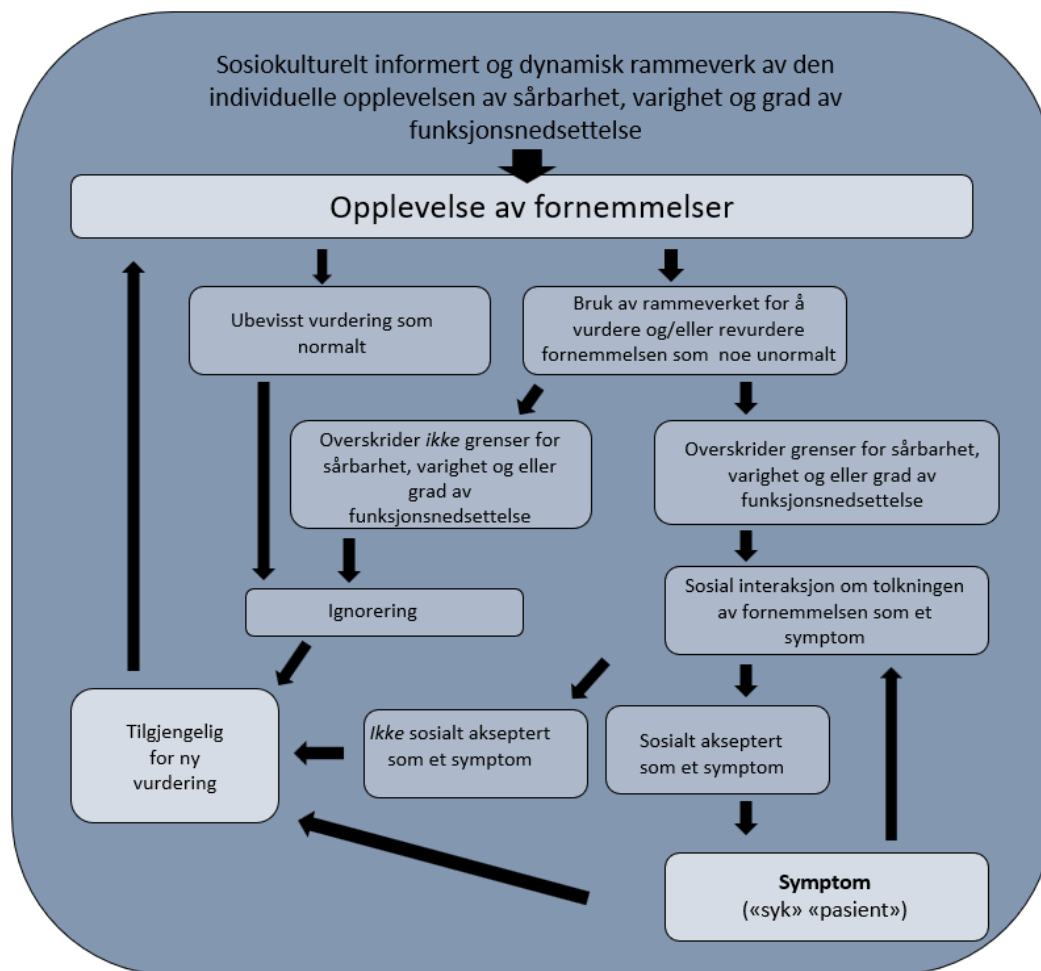 Sosiokulturelt informert og dynamisk rammeverk av den
individuelle opplevelsen av sårbarhet, varighet og grad av
funksjonsnedsettelse
Opplevelse av fornemmelser
Ubevisst vurdering som
normalt
Bruk av rammeverket for å
vurdere og/eller revurdere
fornemmelsen som noe unormalt
Overskrider ikke grenser for
sårbarhet, varighet og eller
grad av
funksjonsnedsettelse
Overskrider grenser for sårbarhet,
varighet og eller grad av
funksjonsnedsettelse
Ignorering
Sosial interaksjon om tolkningen
av fornemmelsen som et
symptom
Tilgjengelig
for ny
vurdering
Ikke sosialt akseptert
som et symptom
Sosialt akseptert
som et symptom
Symptom
(«syk» «pasient»)